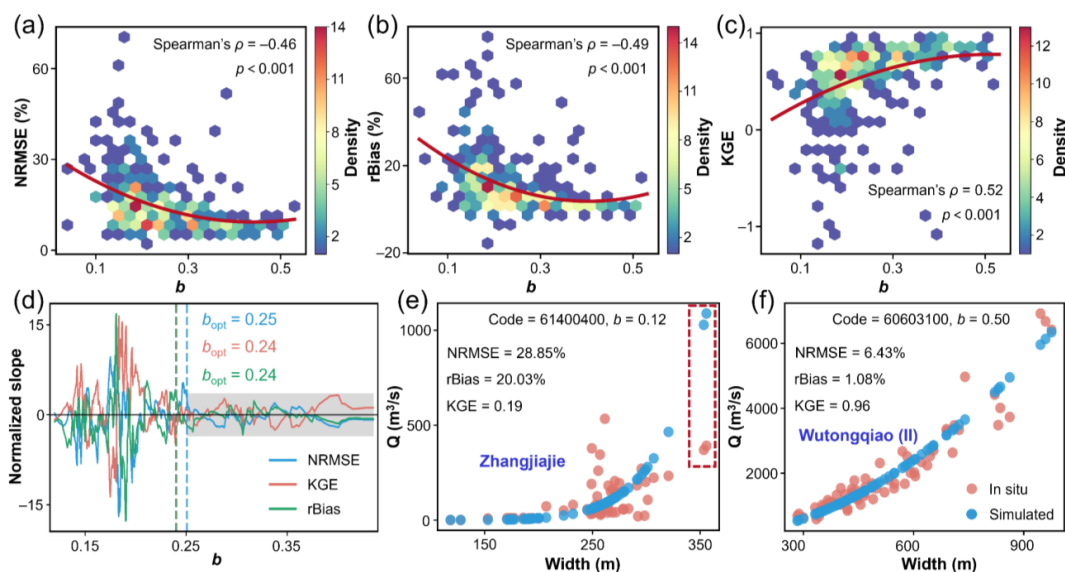 (a)
Spearman's ρ = −0.46
p < 0.001
NRMSE (%)
60
30
0
0.1 0.3 0.5
b
14
11
8
5
2
Density
(b)
Spearman's ρ = −0.49
p < 0.001
rBias (%)
60
20
−20
0.1 0.3 0.5
b
14
11
8
5
2
Density
(c)
Spearman's ρ = 0.52
p < 0.001
KGE
1
0
−1
0.1 0.3 0.5
b
12
10
8
6
4
2
Density
(d)
b_opt = 0.25
b_opt = 0.24
b_opt = 0.24
Normalized slope
15
0
−15
NRMSE
KGE
rBias
0.15 0.25 0.35
b
(e)
Code = 61400400, b = 0.12
NRMSE = 28.85%
rBias = 20.03%
KGE = 0.19
Zhangjiajie
Q (m³/s)
1000
500
0
150 250 350
Width (m)
(f)
Code = 60603100, b = 0.50
NRMSE = 6.43%
rBias = 1.08%
KGE = 0.96
Wutongqiao (II)
In situ
Simulated
Q (m³/s)
6000
4000
2000
300 600 900
Width (m)